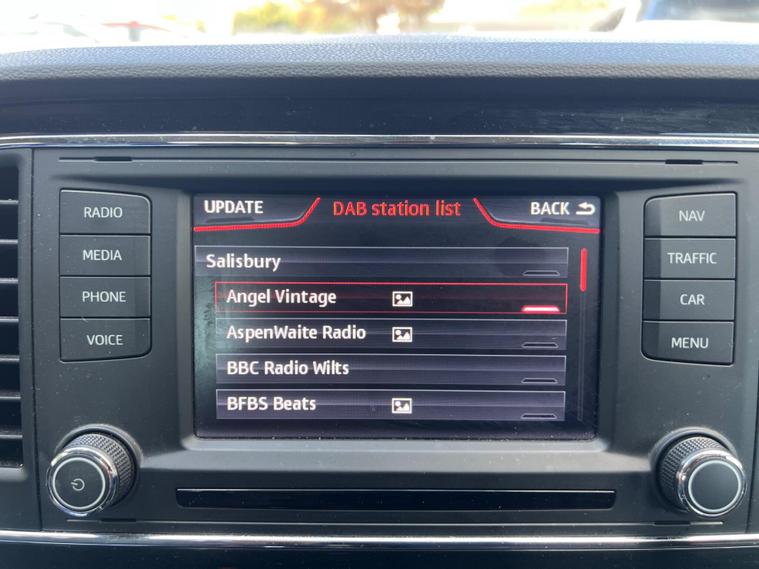 UPDATE
DAB station list
BACK
Salisbury
Angel Vintage
AspenWaite Radio
BBC Radio Wilts
BFBS Beats
RADIO
MEDIA
PHONE
VOICE
NAV
TRAFFIC
CAR
MENU